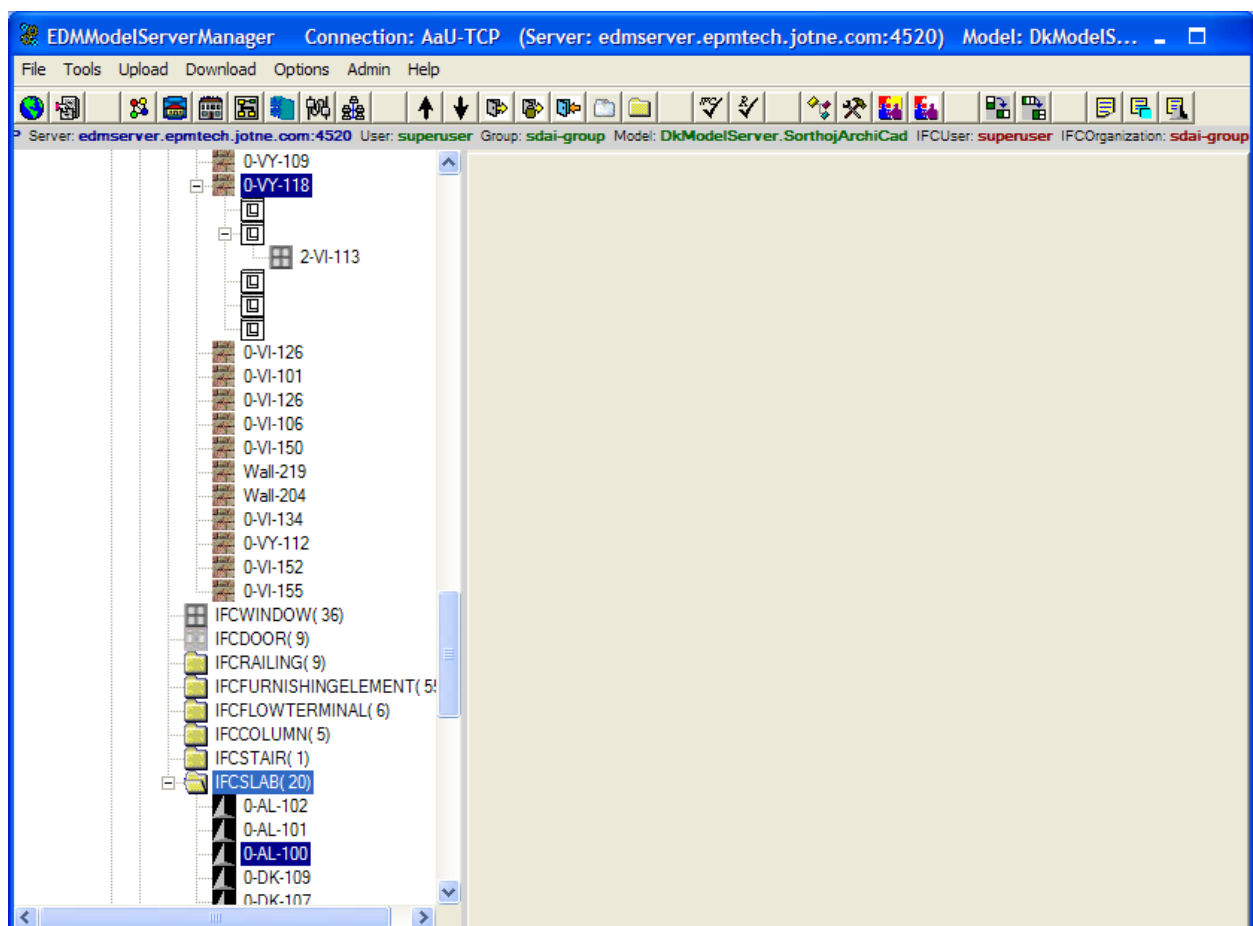 EDMModelServerManager Connection: AaU-TCP (Server: edmserver.epmtech.jotne.com:4520) Model: DkModelS...
File Tools Upload Download Options Admin Help
P Server: edmserver.epmtech.jotne.com:4520 User: superuser Group: sdai-group Model: DkModelServer.SorthojArchiCad IFCUser: superuser IFCOrganization: sdai-group
0-VY-109
0-VY-118
2-VI-113
0-VI-126
0-VI-101
0-VI-126
0-VI-106
0-VI-150
Wall-219
Wall-204
0-VI-134
0-VY-112
0-VI-152
0-VI-155
IFCWINDOW( 36)
IFCDOOR( 9)
IFCRAILING( 9)
IFCFURNISHINGELEMENT( 5
IFCFLOWTERMINAL( 6)
IFCCOLUMN( 5)
IFCSTAIR( 1)
IFCSLAB( 20)
0-AL-102
0-AL-101
0-AL-100
0-DK-109
0-DK-107